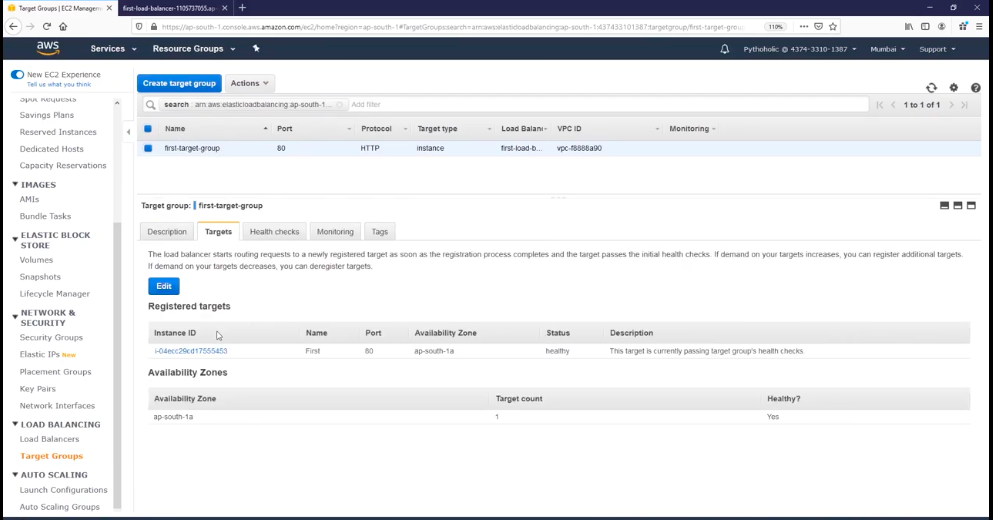 Target Groups | EC2 Managemen
first-load-balancer-1105737055.ap
https://ap-south-1.console.aws.amazon.com/ec2/home?region=ap-south-1#TargetGroups:search=arn:aws:elasticloadbalancing:ap-south-1:437433101387:targetgroup/first-target-grou
110%
aws
Services
Resource Groups
Pythoholic @ 4374-3310-1387
Mumbai
Support
New EC2 Experience
Tell us what you think
Spot Requests
Savings Plans
Reserved Instances
Dedicated Hosts
Capacity Reservations
IMAGES
AMIs
Bundle Tasks
ELASTIC BLOCK
STORE
Volumes
Snapshots
Lifecycle Manager
NETWORK &
SECURITY
Security Groups
Elastic IPs New
Placement Groups
Key Pairs
Network Interfaces
LOAD BALANCING
Load Balancers
Target Groups
AUTO SCALING
Launch Configurations
Auto Scaling Groups
Create target group
Actions
search : arn:aws:elasticloadbalancing:ap-south-1...
Add filter
1 to 1 of 1
Name Port Protocol Target type Load Balan VPC ID Monitoring
first-target-group 80 HTTP instance first-load-b... vpc-f8888a90
Target group: first-target-group
Description Targets Health checks Monitoring Tags
The load balancer starts routing requests to a newly registered target as soon as the registration process completes and the target passes the initial health checks. If demand on your targets increases, you can register additional targets.
If demand on your targets decreases, you can deregister targets.
Edit
Registered targets
Instance ID Name Port Availability Zone Status Description
i-04ecc29cd17555453 First 80 ap-south-1a healthy This target is currently passing target group's health checks.
Availability Zones
Availability Zone Target count Healthy?
ap-south-1a 1 Yes